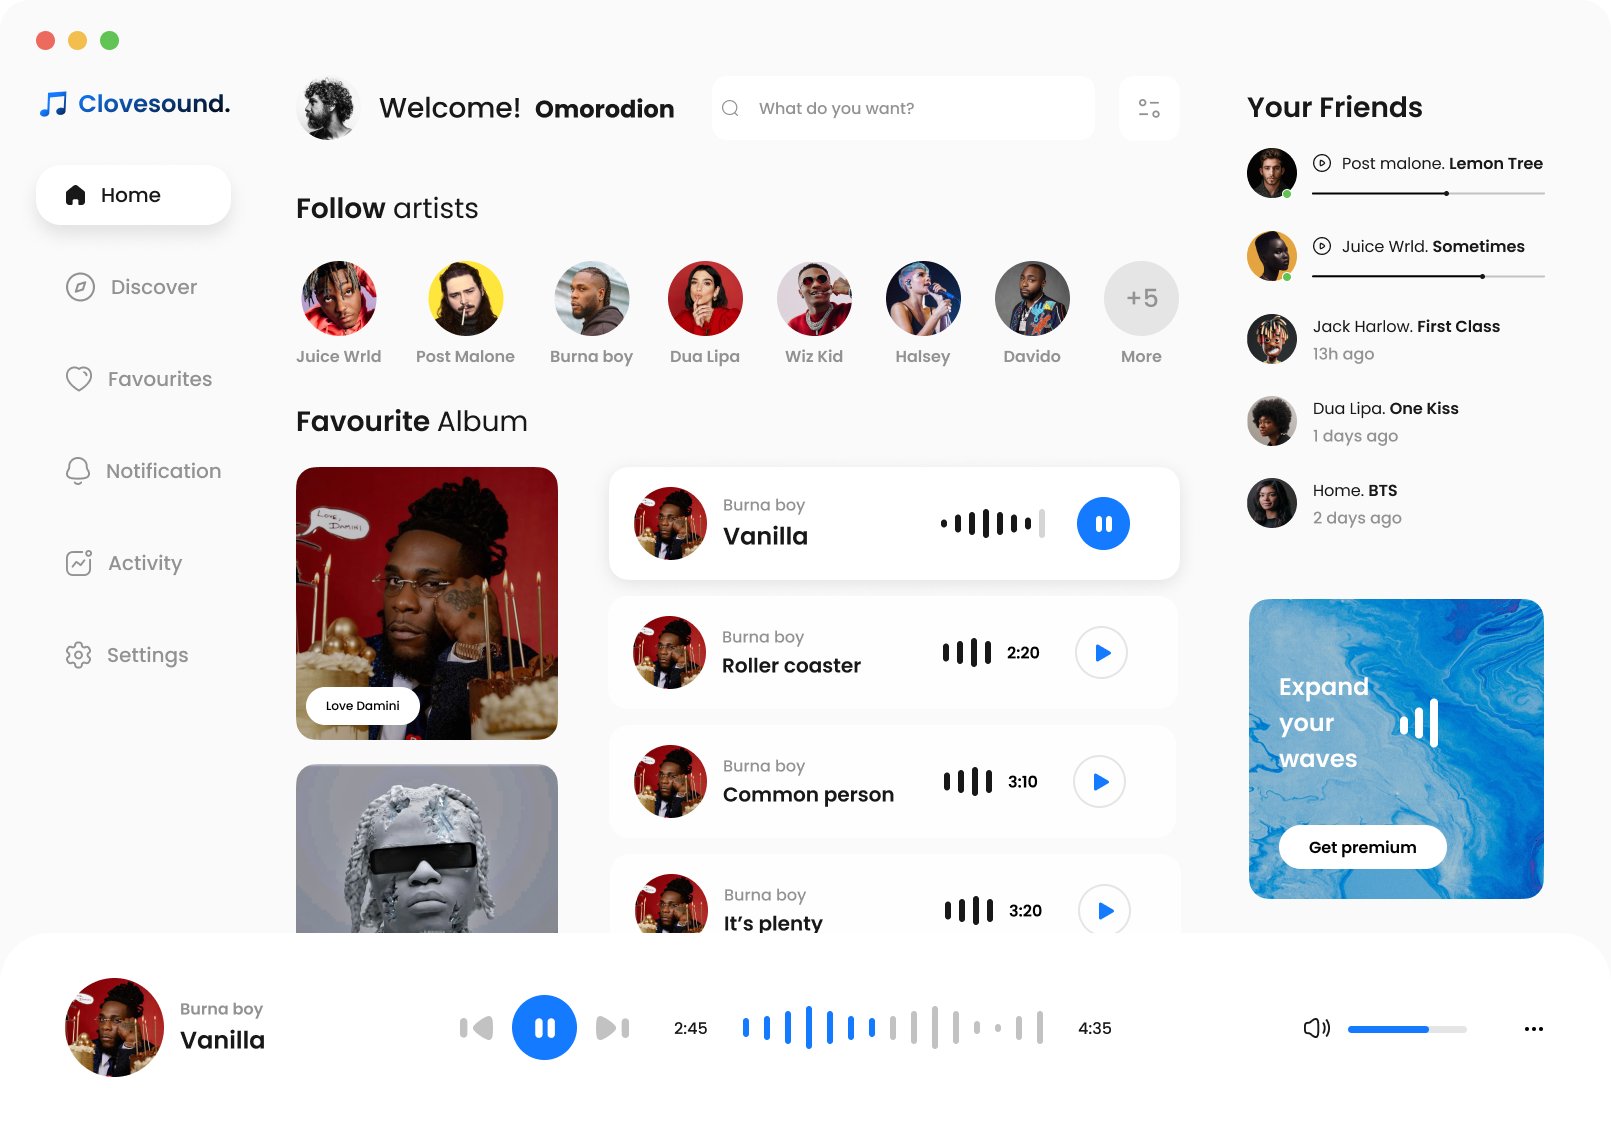 Clovesound.
Home
Discover
Favourites
Notification
Activity
Settings
Welcome! Omorodion
What do you want?
Follow artists
Juice Wrld
Post Malone
Burna boy
Dua Lipa
Wiz Kid
Halsey
Davido
+5
More
Favourite Album
LOVE,
DAMINI
Love Damini
Burna boy
Vanilla
Burna boy
Roller coaster
2:20
Burna boy
Common person
3:10
Burna boy
It's plenty
3:20
Your Friends
Post malone. Lemon Tree
Juice Wrld. Sometimes
Jack Harlow. First Class
13h ago
Dua Lipa. One Kiss
1 days ago
Home. BTS
2 days ago
Expand
your
waves
Get premium
Burna boy
Vanilla
2:45
4:35